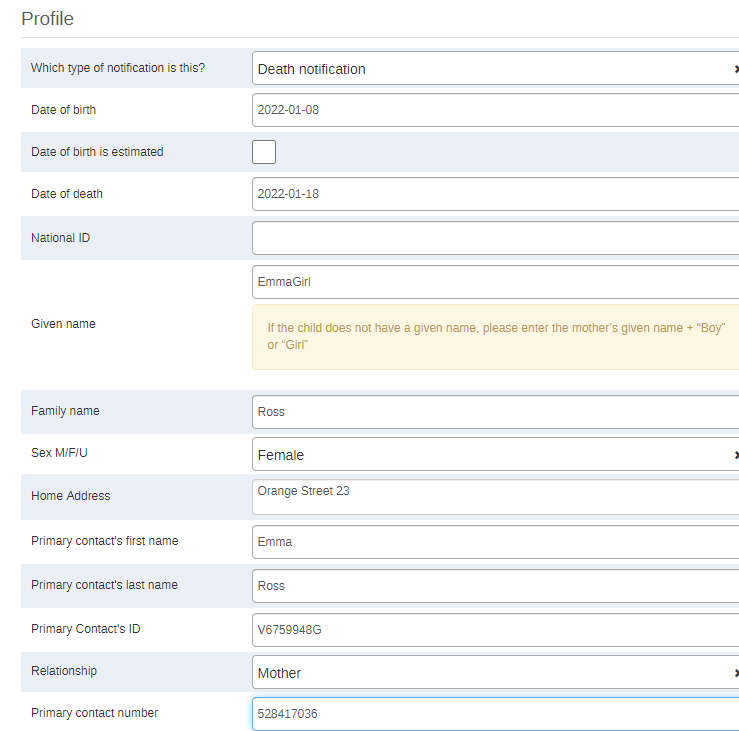 Profile
Which type of notification is this?
Death notification
Date of birth
2022-01-08
Date of birth is estimated
Date of death
2022-01-18
National ID
EmmaGirl
Given name
If the child does not have a given name, please enter the mother’s given name + “Boy”
or “Girl”
Family name
Ross
Sex M/F/U
Female
Home Address
Orange Street 23
Primary contact's first name
Emma
Primary contact's last name
Ross
Primary Contact's ID
V6759948G
Relationship
Mother
Primary contact number
528417036